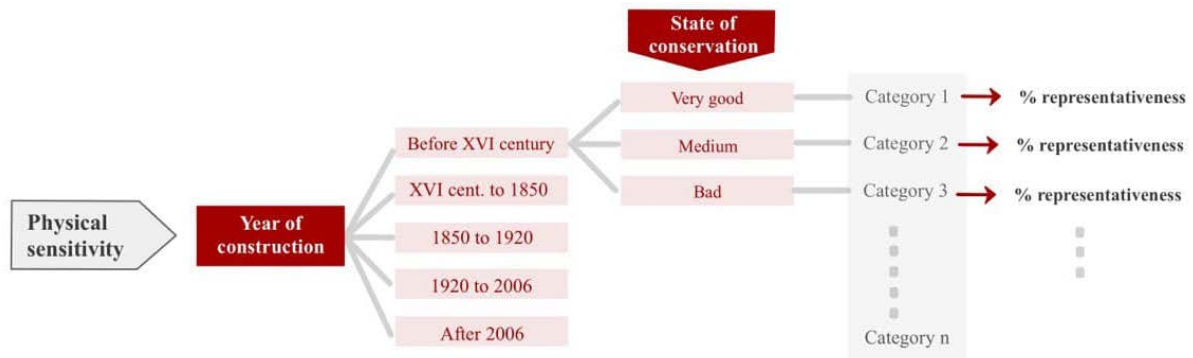 State of
conservation
Very good
Category 1
% representativeness
Before XVI century
Medium
Category 2
% representativeness
XVI cent. to 1850
Bad
Category 3
% representativeness
Physical
sensitivity
Year of
construction
1850 to 1920
1920 to 2006
After 2006
Category n